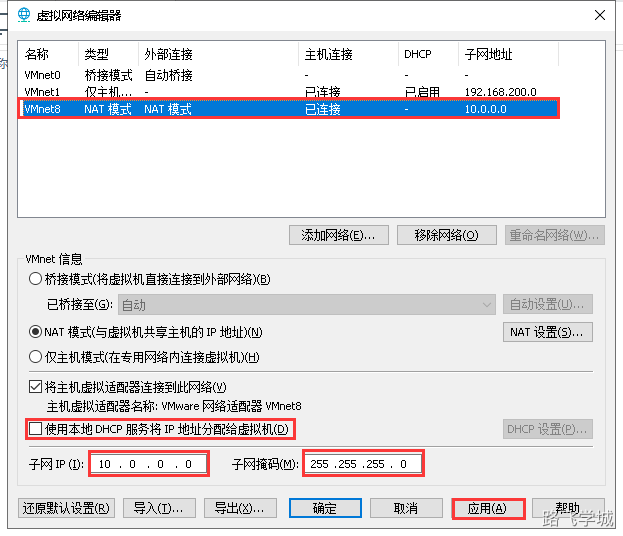 虚拟网络编辑器
名称 类型 外部连接 主机连接 DHCP 子网地址
VMnet0 桥接模式 自动桥接 - - -
VMnet1 仅主机... - 已连接 已启用 192.168.200.0
VMnet8 NAT 模式 NAT 模式 已连接 - 10.0.0.0
添加网络(E)... 移除网络(O) 重命名网络(W)...
VMnet 信息
桥接模式(将虚拟机直接连接到外部网络)(B)
已桥接至(G): 自动 自动设置(U)...
NAT 模式(与虚拟机共享主机的 IP 地址)(N) NAT 设置(S)...
仅主机模式(在专用网络内连接虚拟机)(H)
将主机虚拟适配器连接到此网络(V)
主机虚拟适配器名称: VMware 网络适配器 VMnet8
使用本地 DHCP 服务将 IP 地址分配给虚拟机(D) DHCP 设置(P)...
子网 IP (I): 10 . 0 . 0 . 0 子网掩码(M): 255 .255 .255 . 0
还原默认设置(R) 导入(T)... 导出(X)... 确定 取消 应用(A) 帮助
路飞学城